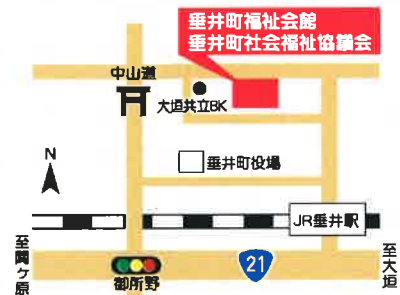 垂井町福祉会館
垂井町社会福祉協議会
中山道
大垣共立BK
垂井町役場
N
JR垂井駅
至関ヶ原
21
至大垣
御所野